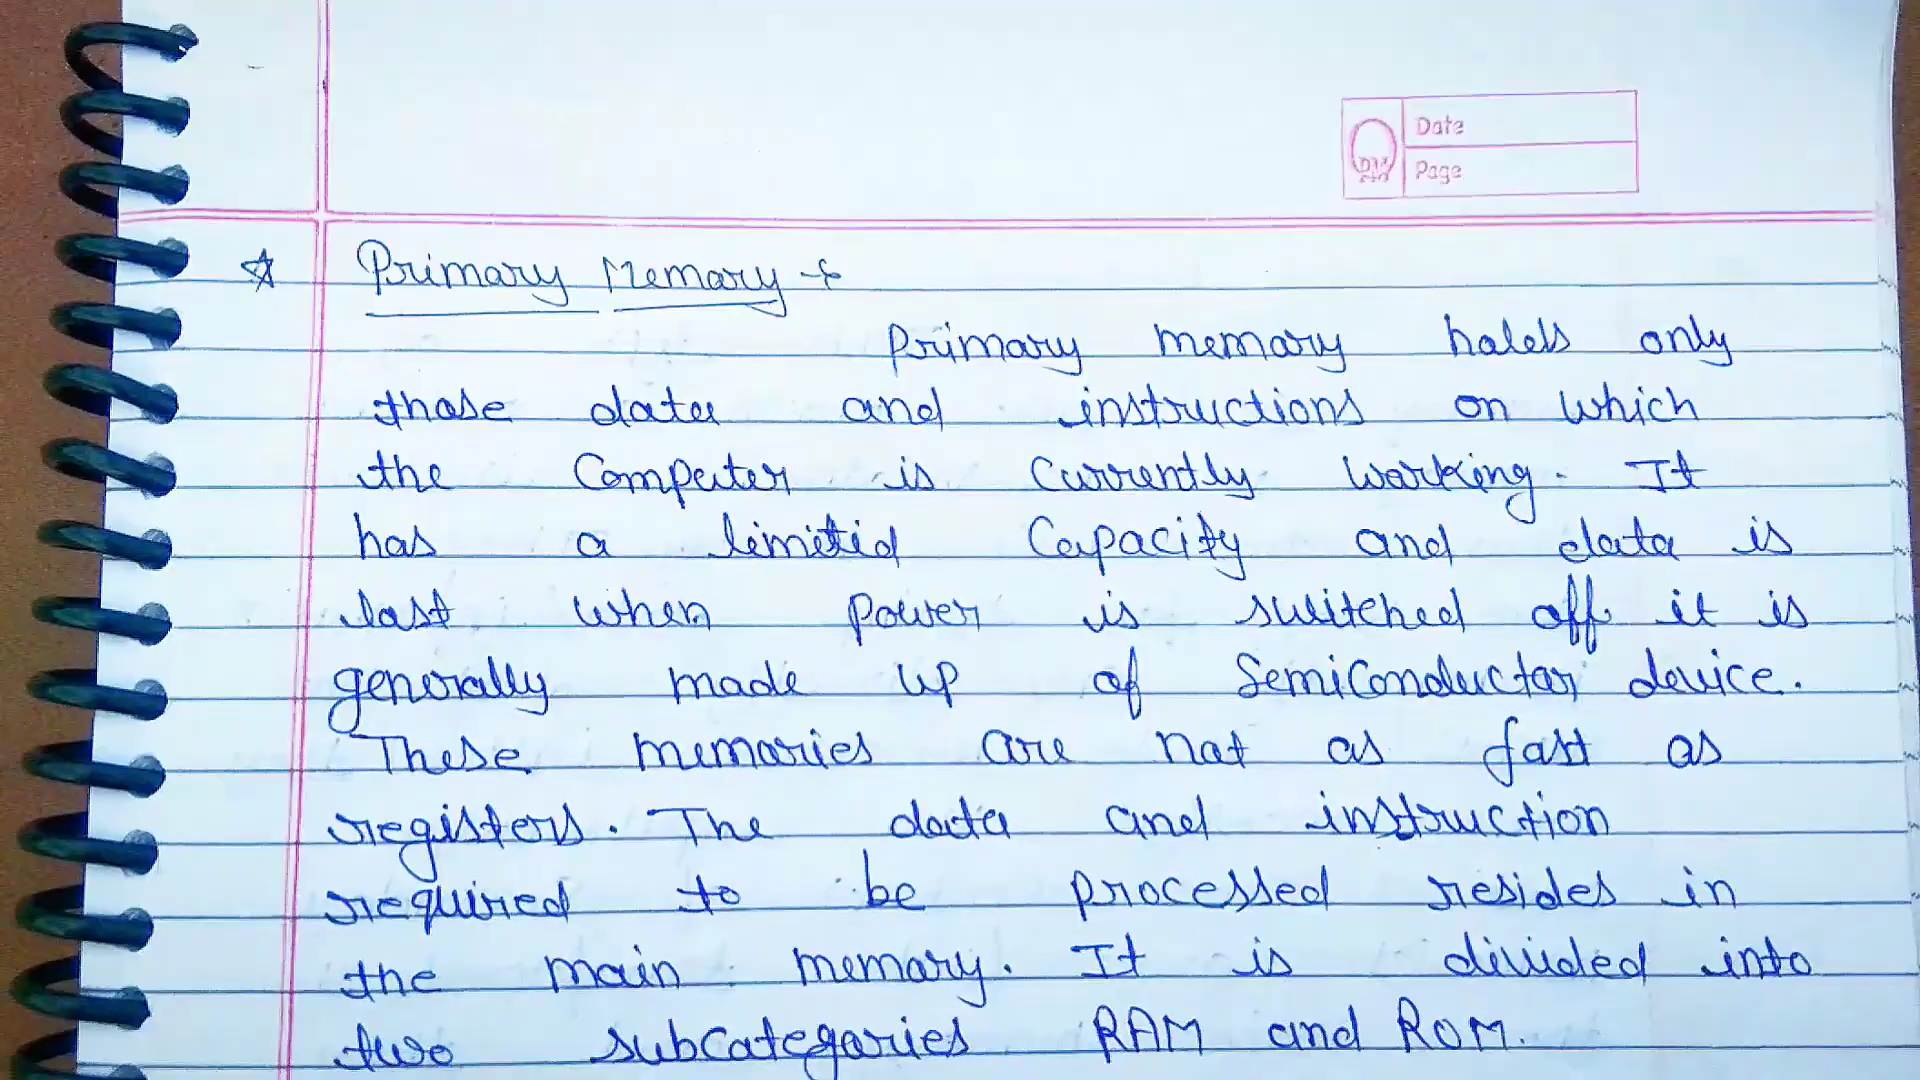 Date
Page
☆ Primary Memory →
Primary memory holds only
those data and instructions on which
the Computer is Currently working. It
has a limited Capacity and data is
lost when power is switched off it is
generally made up of SemiConductor device.
These memories are not as fast as
registers. The data and instruction
required to be processed resides in
the main memory. It is divided into
two subcategories RAM and ROM.